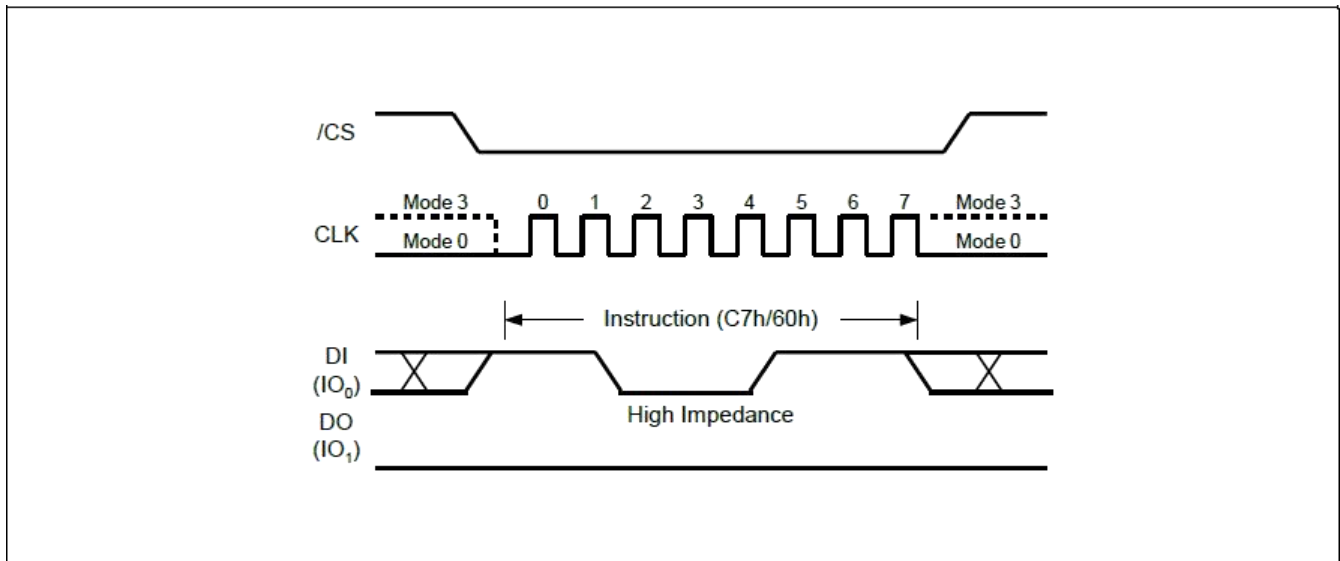 /CS
Mode 3 0 1 2 3 4 5 6 7 Mode 3
CLK
Mode 0 Mode 0
Instruction (C7h/60h)
DI
(IO₀)
High Impedance
DO
(IO₁)